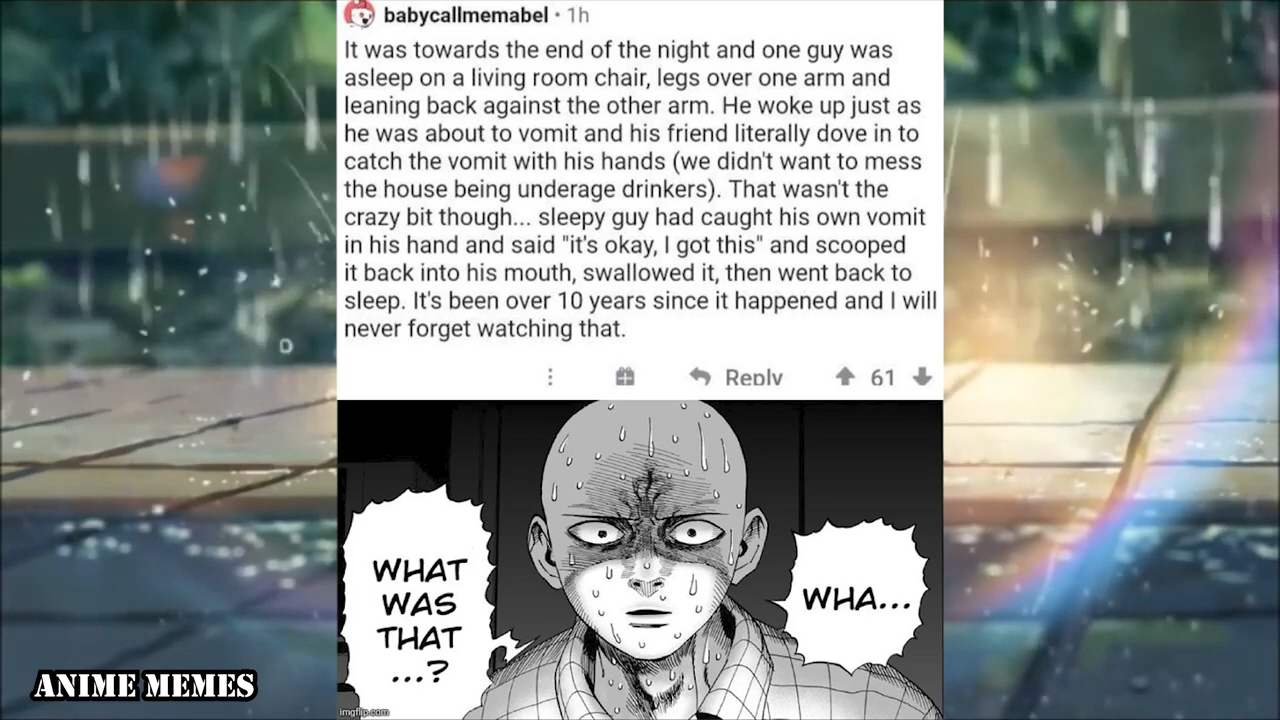 babycallmemabel · 1h
It was towards the end of the night and one guy was
asleep on a living room chair, legs over one arm and
leaning back against the other arm. He woke up just as
he was about to vomit and his friend literally dove in to
catch the vomit with his hands (we didn't want to mess
the house being underage drinkers). That wasn't the
crazy bit though... sleepy guy had caught his own vomit
in his hand and said "it's okay, I got this" and scooped
it back into his mouth, swallowed it, then went back to
sleep. It's been over 10 years since it happened and I will
never forget watching that.
Reply 61
WHA...
WHAT
WAS
THAT
...?
ANIME MEMES
imgflip.com